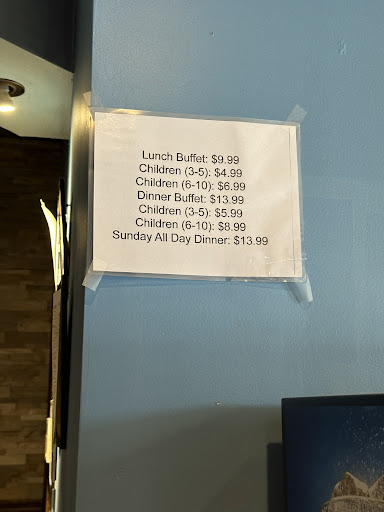 Lunch Buffet: $9.99
Children (3-5): $4.99
Children (6-10): $6.99
Dinner Buffet: $13.99
Children (3-5): $5.99
Children (6-10): $8.99
Sunday All Day Dinner: $13.99